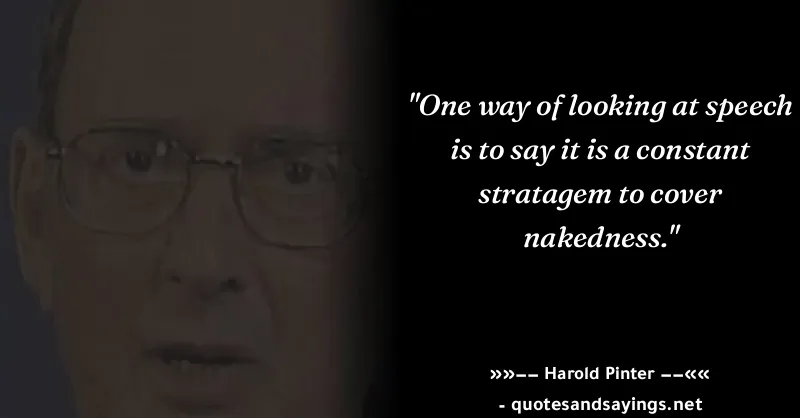 "One way of looking at speech
is to say it is a constant
stratagem to cover
nakedness."
»»−− Harold Pinter −−««
- quotesandsayings.net